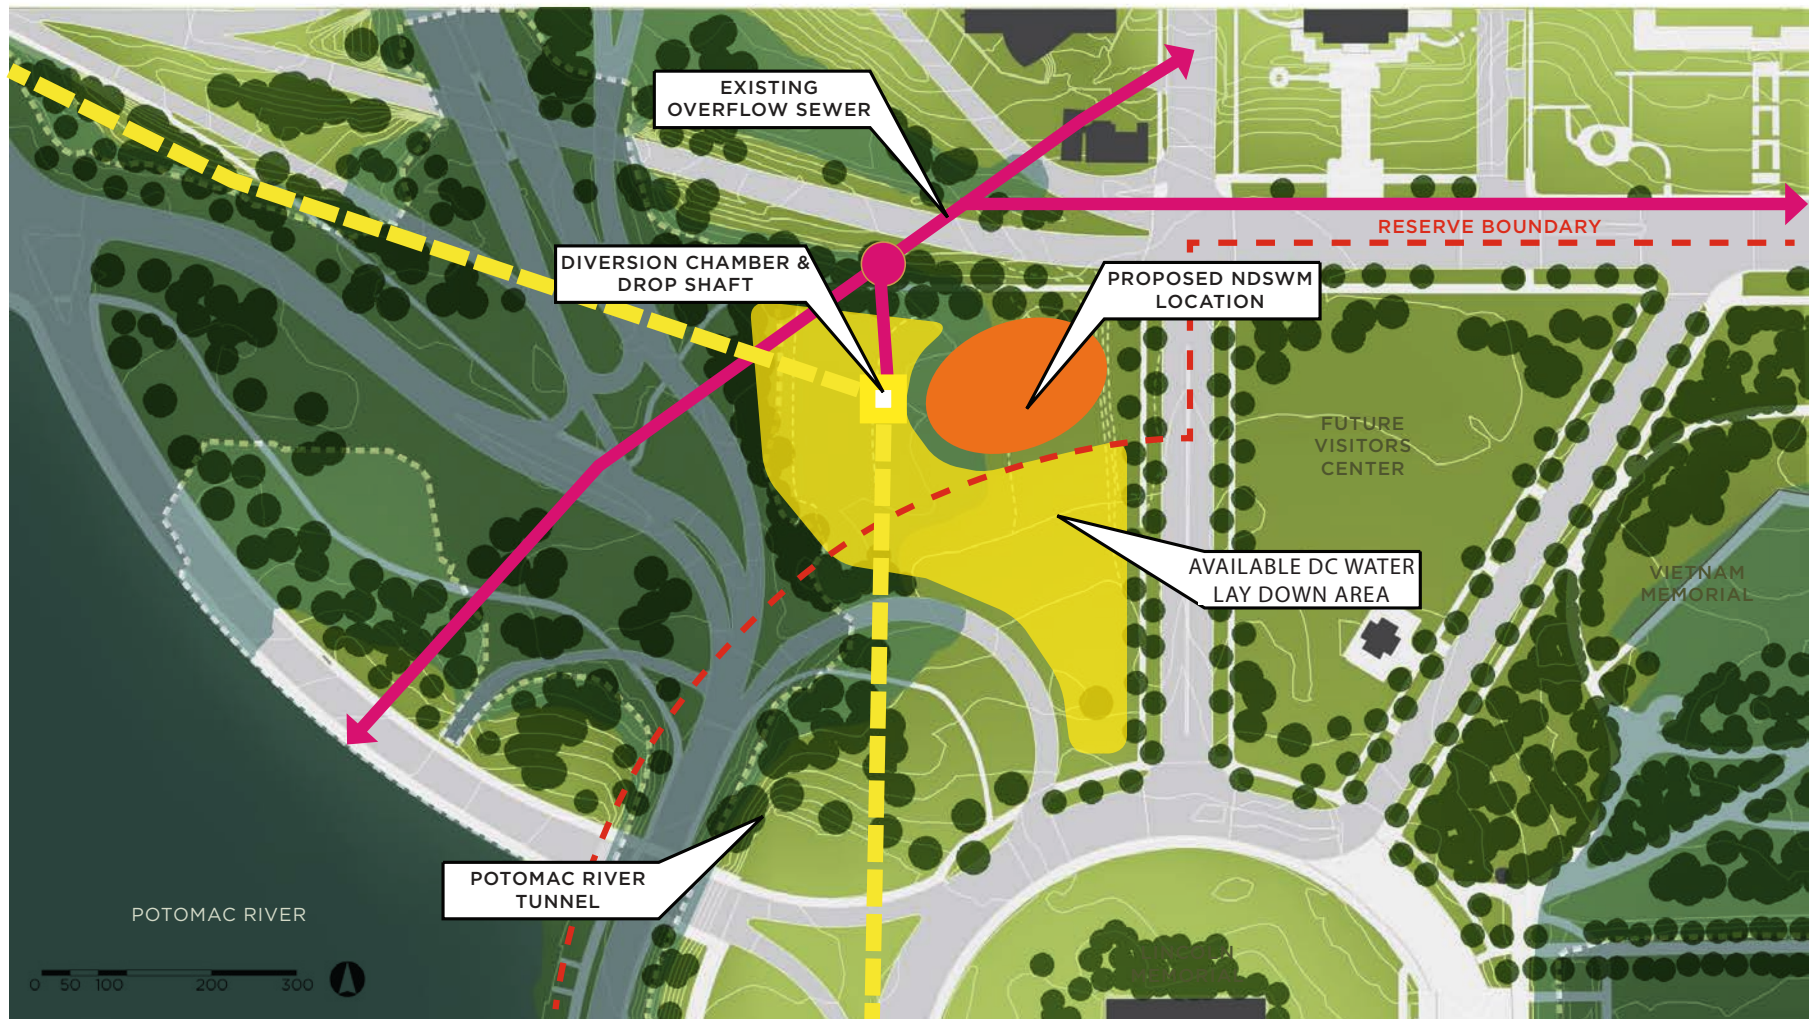 EXISTING
OVERFLOW SEWER
RESERVE BOUNDARY
DIVERSION CHAMBER &
DROP SHAFT
PROPOSED NDSWM
LOCATION
FUTURE
VISITORS
CENTER
AVAILABLE DC WATER
LAY DOWN AREA
VIETNAM
MEMORIAL
POTOMAC RIVER
TUNNEL
POTOMAC RIVER
0 50 100 200 300